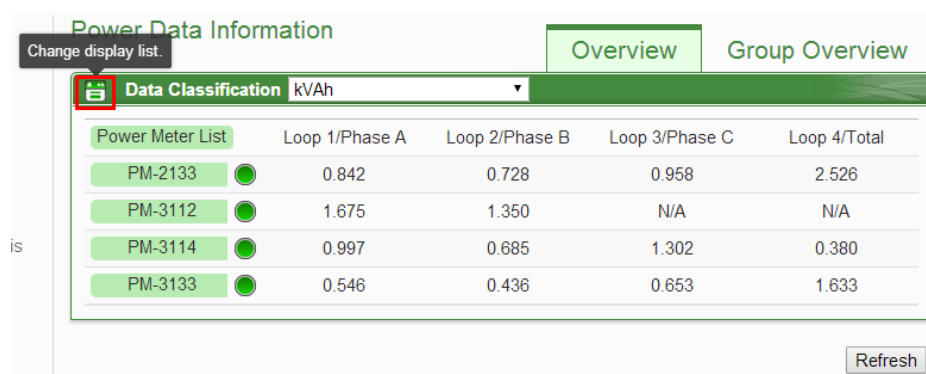 Power Data Information
Change display list.
Overview Group Overview
Data Classification kVAh
Power Meter List Loop 1/Phase A Loop 2/Phase B Loop 3/Phase C Loop 4/Total
PM-2133 0.842 0.728 0.958 2.526
PM-3112 1.675 1.350 N/A N/A
is
PM-3114 0.997 0.685 1.302 0.380
PM-3133 0.546 0.436 0.653 1.633
Refresh